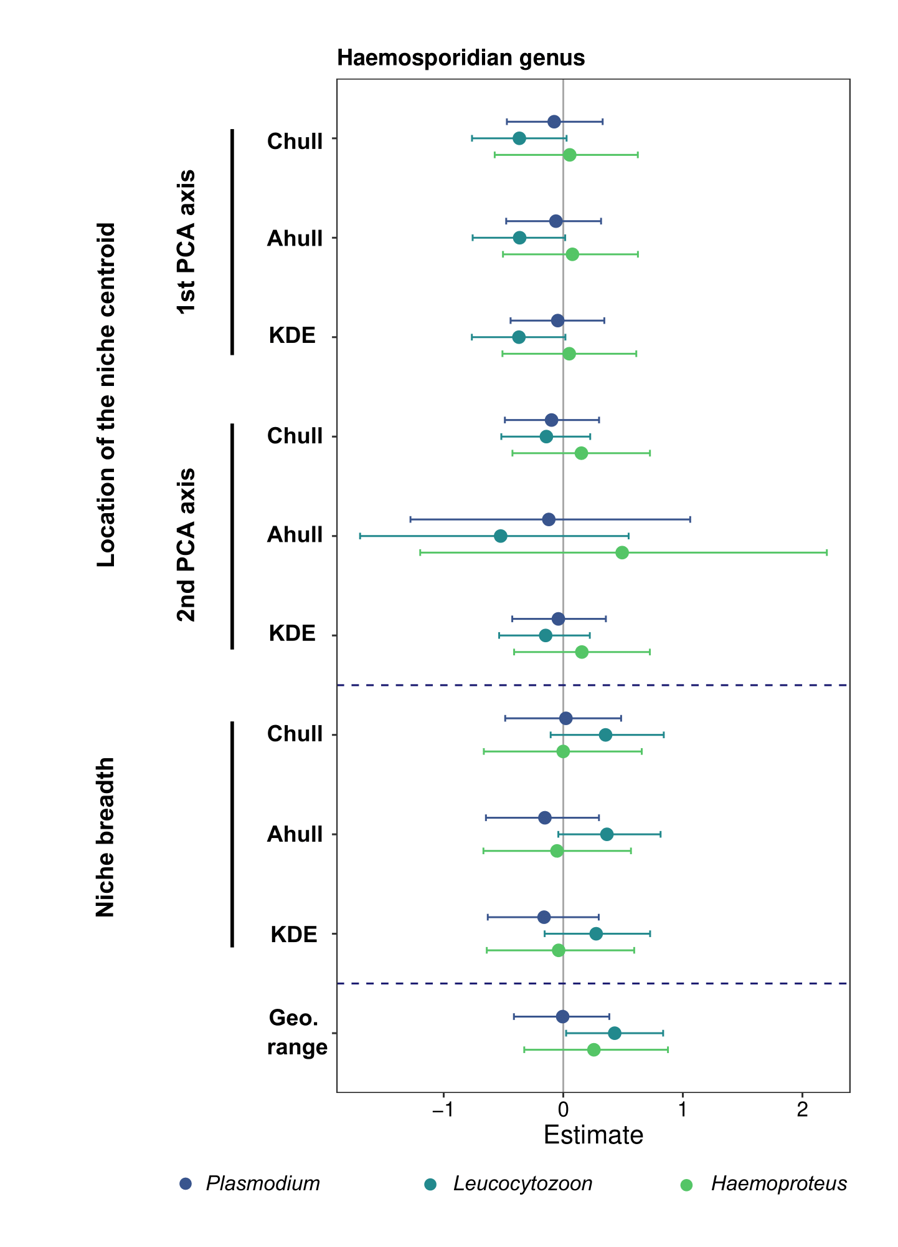 Haemosporidian genus
Location of the niche centroid
1st PCA axis
Chull
Ahull
KDE
2nd PCA axis
Chull
Ahull
KDE
Niche breadth
Chull
Ahull
KDE
Geo.
range
−1 0 1 2
Estimate
Plasmodium Leucocytozoon Haemoproteus